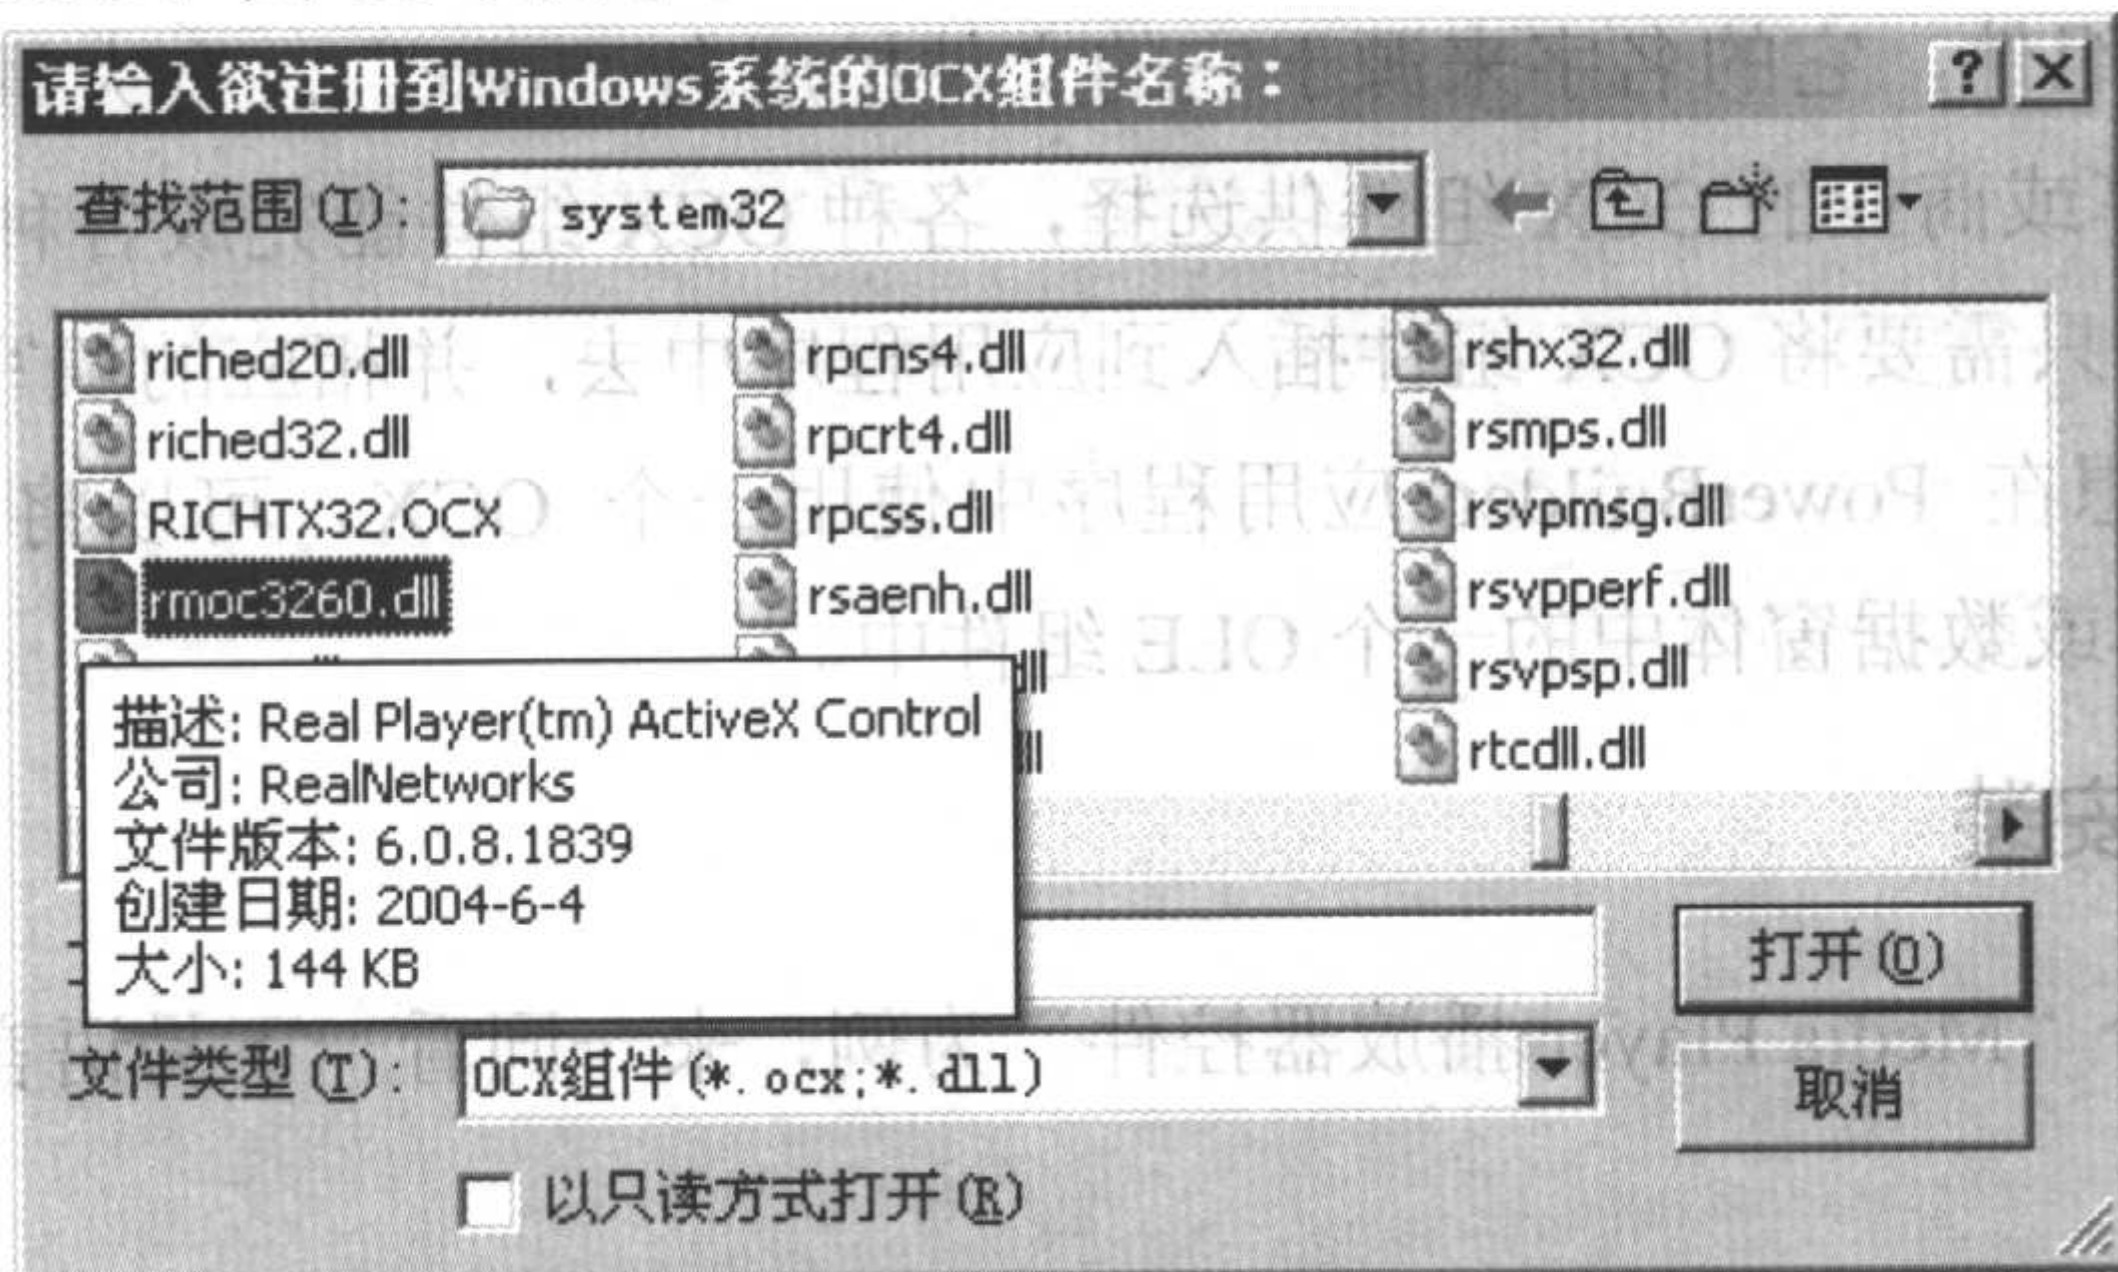 请输入欲注册到Windows系统的OCX组件名称：
查找范围(I): system32
riched20.dll
riched32.dll
RICHTX32.OCX
rmoc3260.dll
rpcns4.dll
rpcrt4.dll
rpcss.dll
rsaenh.dll
rshx32.dll
rsmps.dll
rsvpmsg.dll
rsvpperf.dll
rsvpsp.dll
rtcdll.dll
描述: Real Player(tm) ActiveX Control
公司: RealNetworks
文件版本: 6.0.8.1839
创建日期: 2004-6-4
大小: 144 KB
打开(O)
文件类型(T): OCX组件(*.ocx;*.dll)
取消
以只读方式打开(R)